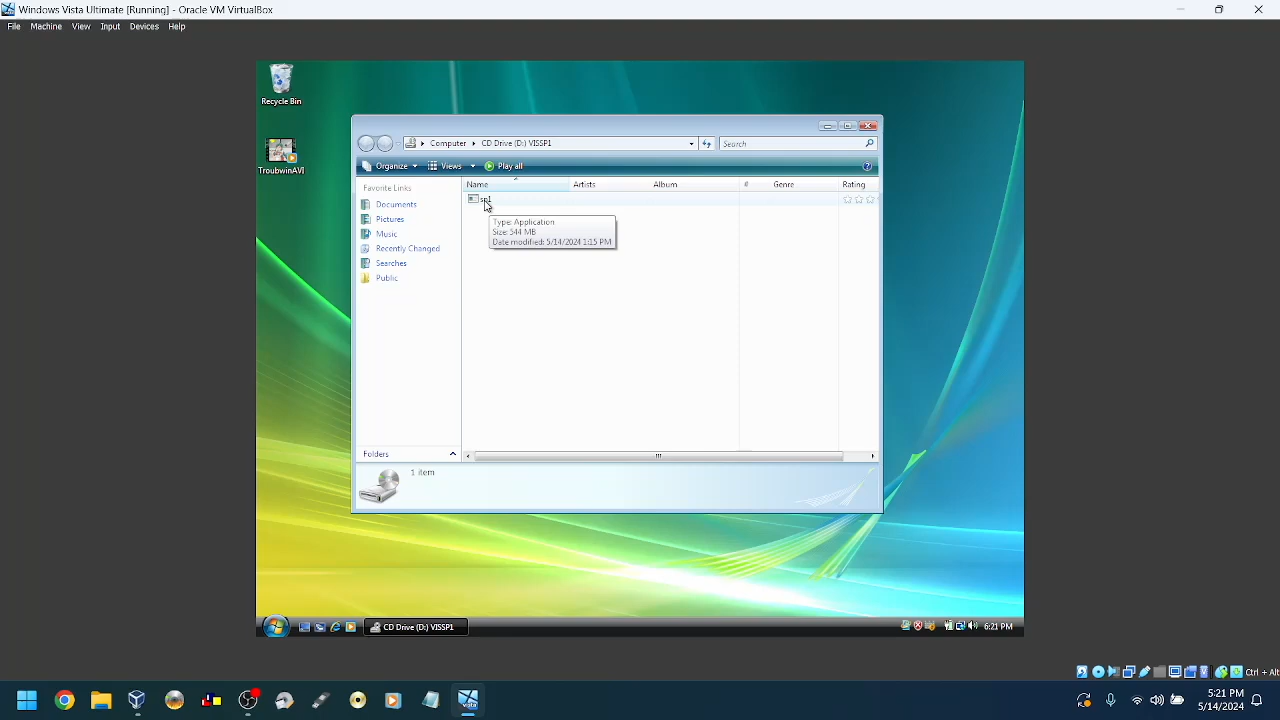 Windows Vista Ultimate [Running] - Oracle VM VirtualBox
File Machine View Input Devices Help
Recycle Bin
TroubwinAVI
Computer CD Drive (D:) VISSP1
Search
Organize Views Play all
Favorite Links
Name Artists Album # Genre Rating
sp1
Documents
Type: Application
Size: 544 MB
Date modified: 5/14/2024 1:15 PM
Pictures
Music
Recently Changed
Searches
Public
Folders
1 item
CD Drive (D:) VISSP1
6:21 PM
Ctrl + Alt
vista
5:21 PM
5/14/2024